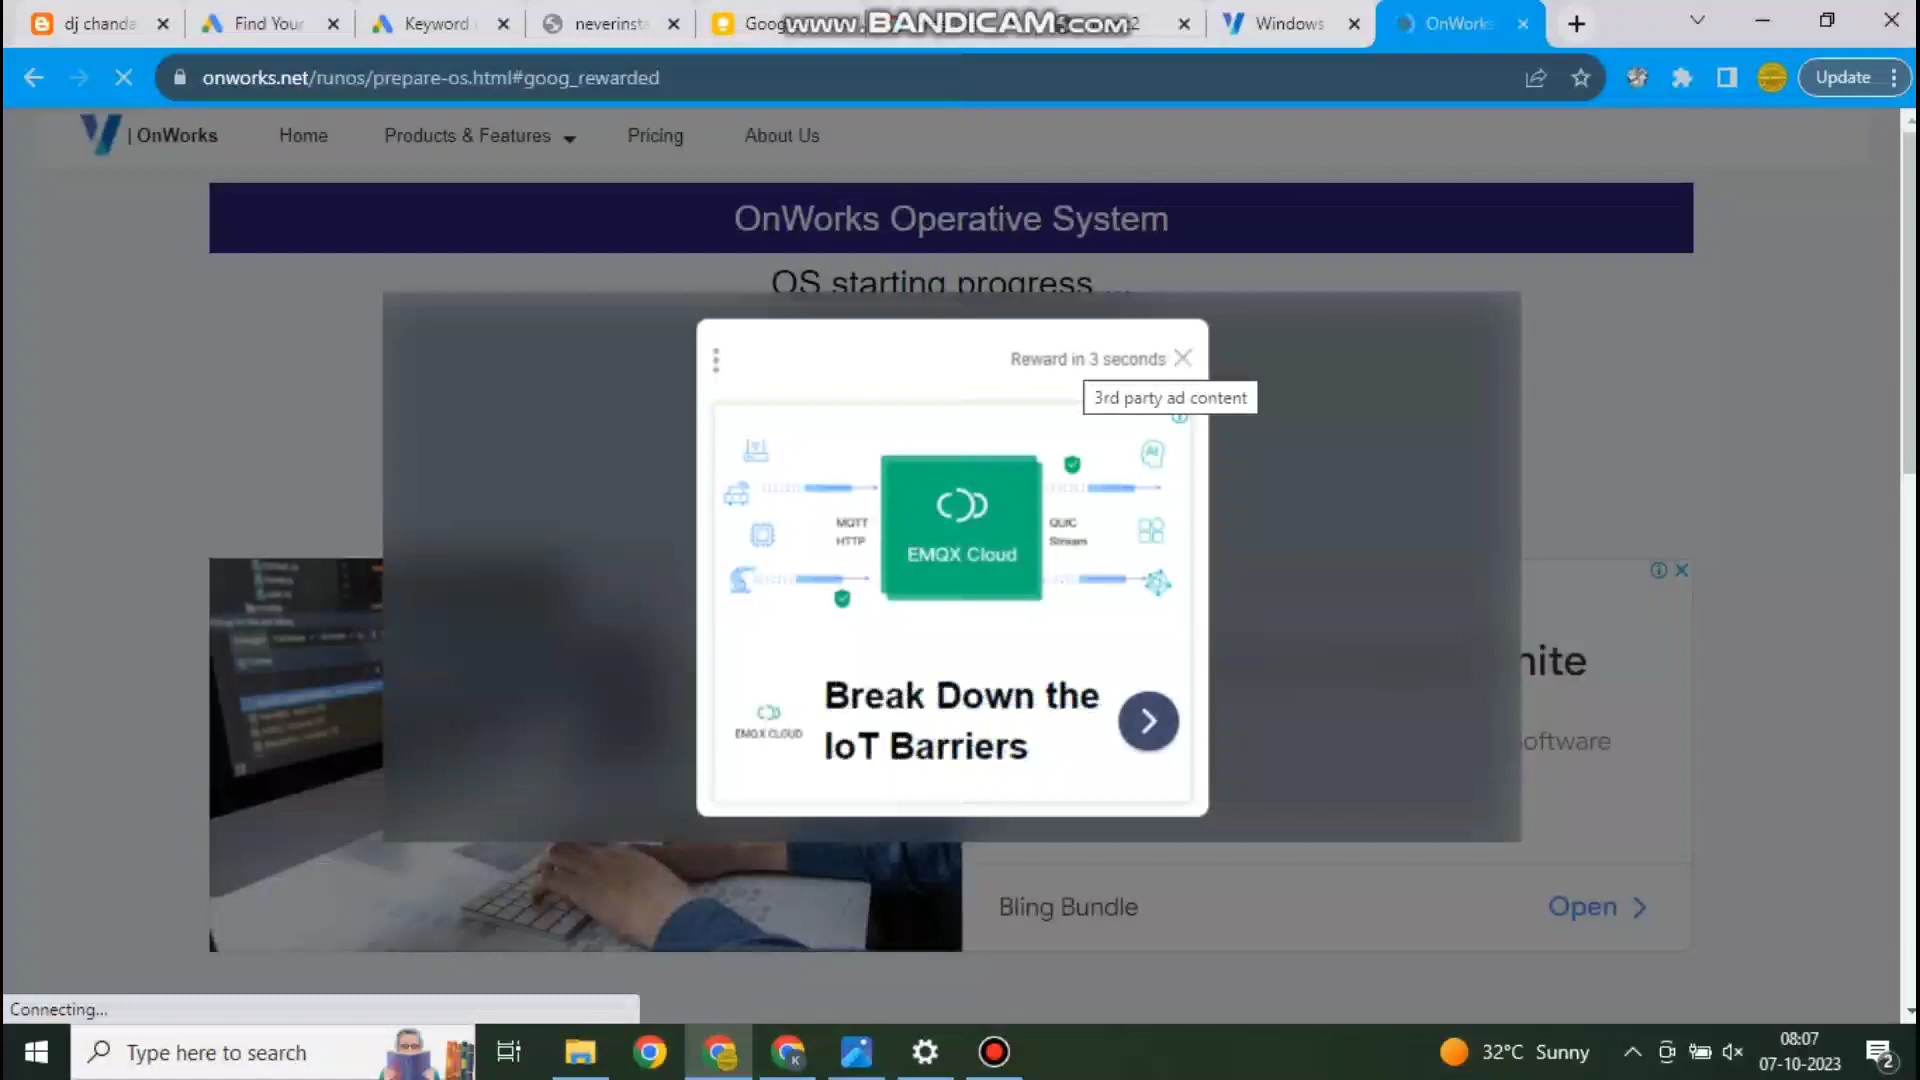 dj chanda
Find Your
Keyword
neverinsta
Goog
www.BANDICAM.com
2
Windows
OnWorks
onworks.net/runos/prepare-os.html#goog_rewarded
Update
| OnWorks
Home
Products & Features
Pricing
About Us
OnWorks Operative System
OS starting progress ...
Reward in 3 seconds
3rd party ad content
AI
MQTT
HTTP
QUIC
Stream
EMQX Cloud
Break Down the
IoT Barriers
EMQX CLOUD
nite
oftware
Bling Bundle
Open
Connecting...
Type here to search
K
32°C Sunny
08:07
07-10-2023
2